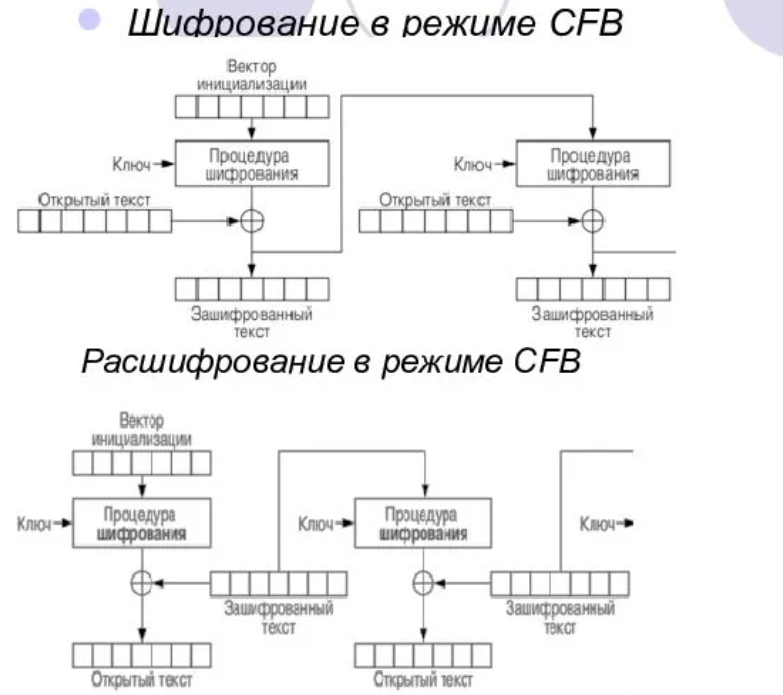 Шифрование в режиме CFB
Вектор
инициализации
Ключ
Процедура
шифрования
Ключ
Процедура
шифрования
Открытый текст
Открытый текст
Зашифрованный
текст
Зашифрованный
текст
Расшифрование в режиме CFB
Вектор
инициализации
Ключ
Процедура
шифрования
Ключ
Процедура
шифрования
Ключ
Зашифрованный
текст
Зашифрованный
текст
Открытый текст
Открытый текст